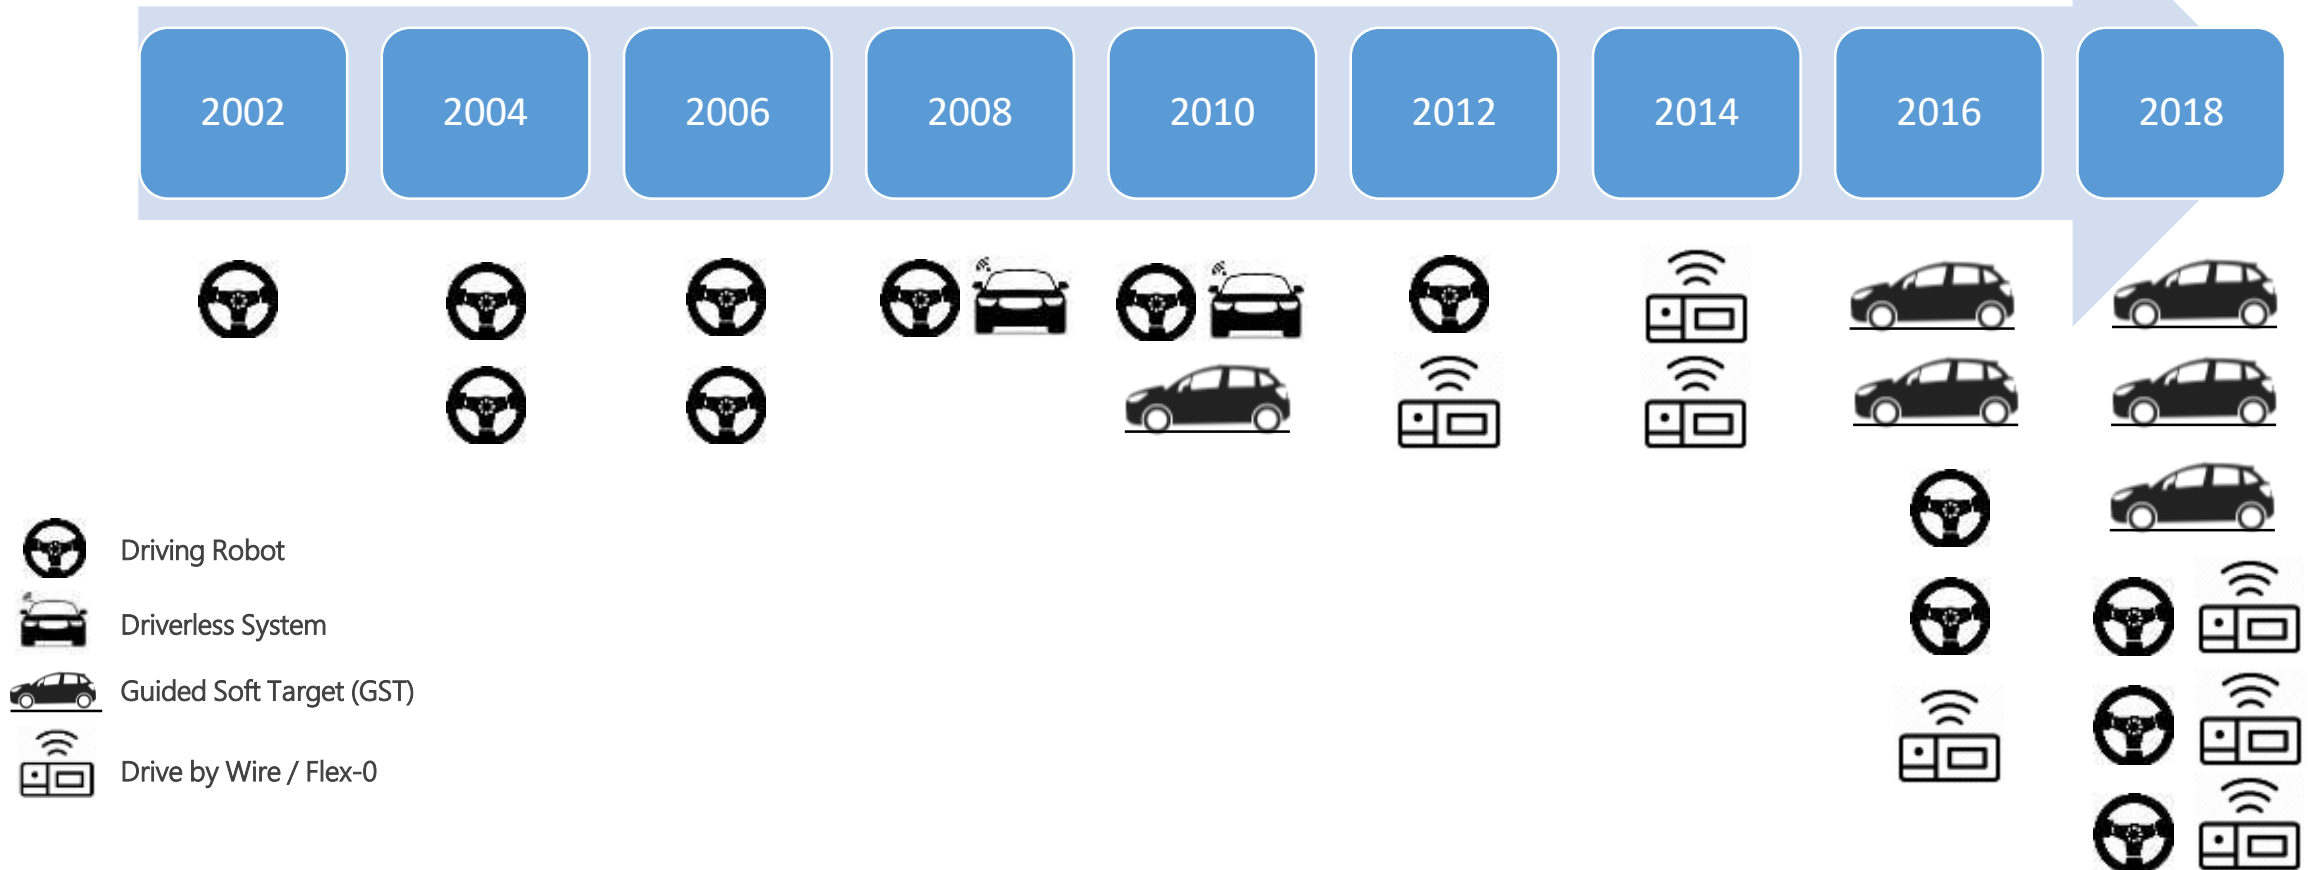 2002
2004
2006
2008
2010
2012
2014
2016
2018
Driving Robot
Driverless System
Guided Soft Target (GST)
Drive by Wire / Flex-0